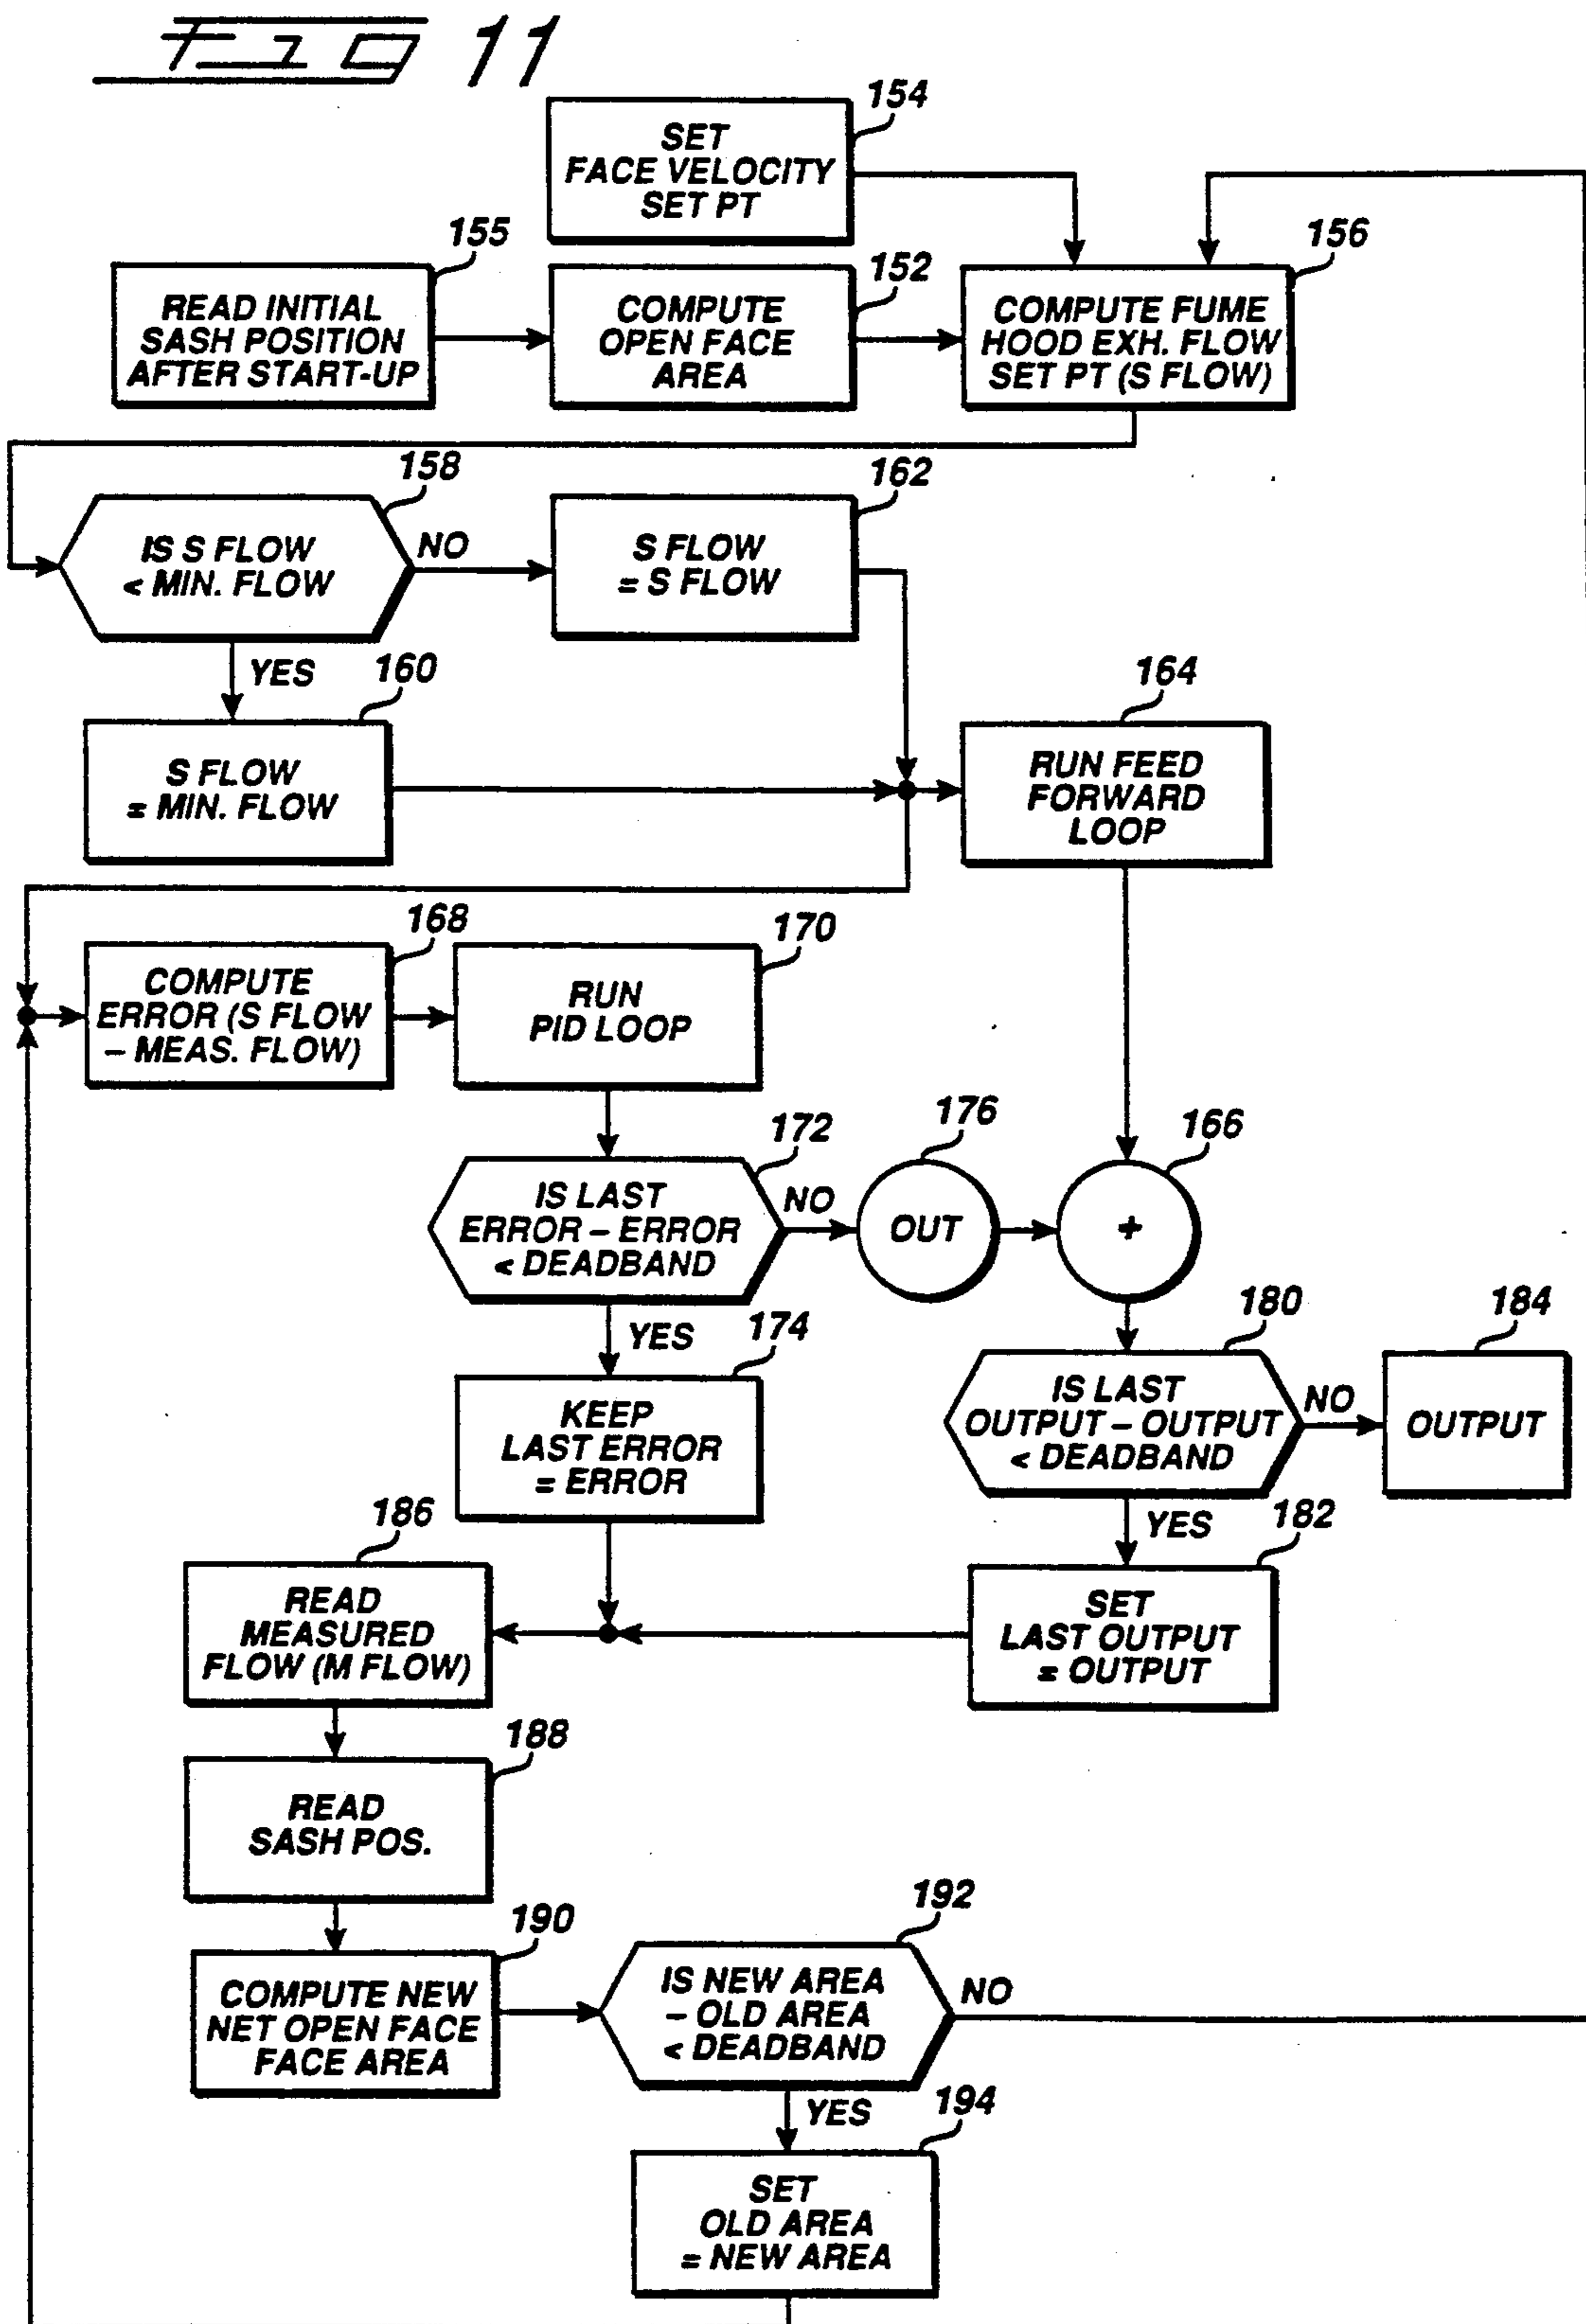 Fig 11
154
SET
FACE VELOCITY
SET PT
155
READ INITIAL
SASH POSITION
AFTER START-UP
152
COMPUTE
OPEN FACE
AREA
156
COMPUTE FUME
HOOD EXH. FLOW
SET PT (S FLOW)
158
IS S FLOW
< MIN. FLOW
NO
162
S FLOW
= S FLOW
YES
160
S FLOW
= MIN. FLOW
164
RUN FEED
FORWARD
LOOP
168
COMPUTE
ERROR (S FLOW
– MEAS. FLOW)
170
RUN
PID LOOP
172
IS LAST
ERROR – ERROR
< DEADBAND
NO
176
OUT
166
+
YES
174
KEEP
LAST ERROR
= ERROR
180
IS LAST
OUTPUT – OUTPUT
< DEADBAND
NO
184
OUTPUT
YES
182
SET
LAST OUTPUT
= OUTPUT
186
READ
MEASURED
FLOW (M FLOW)
188
READ
SASH POS.
190
COMPUTE NEW
NET OPEN FACE
FACE AREA
192
IS NEW AREA
– OLD AREA
< DEADBAND
NO
YES
194
SET
OLD AREA
= NEW AREA